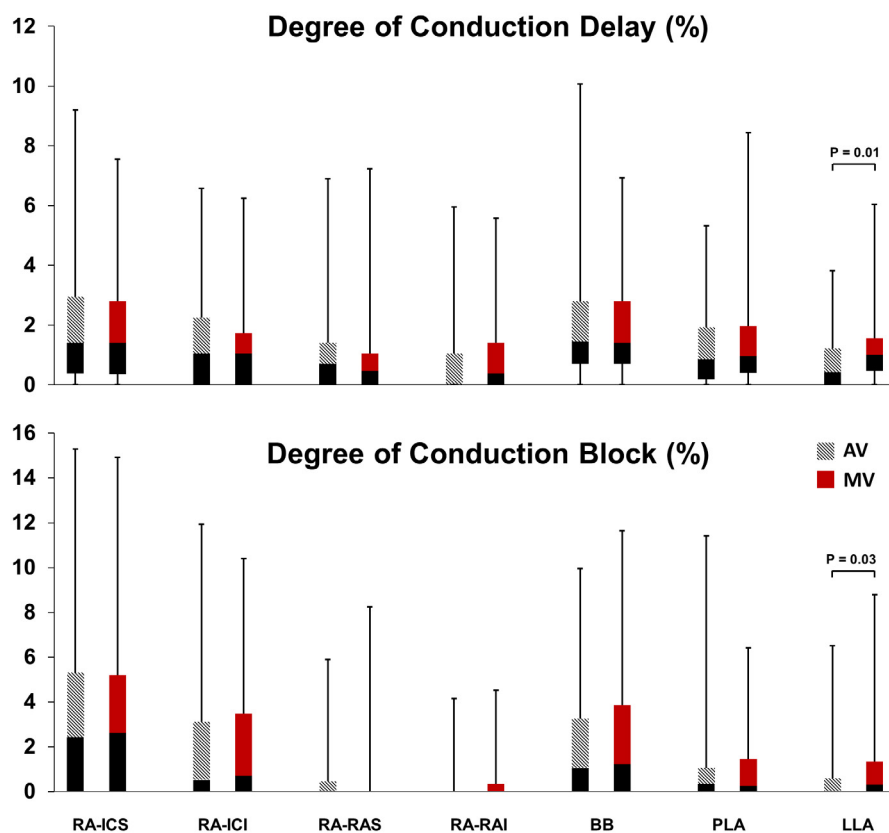 Degree of Conduction Delay (%)
12
10
8
6
4
2
0
P = 0.01
Degree of Conduction Block (%)
16
14
12
10
8
6
4
2
0
AV
MV
P = 0.03
RA-ICS RA-ICI RA-RAS RA-RAI BB PLA LLA